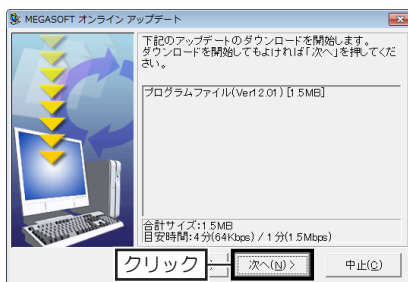 MEGASOFT オンライン アップデート
下記のアップデートのダウンロードを開始します。
ダウンロードを開始してもよければ「次へ」を押してくだ
さい。
プログラムファイル(Ver12.01) [1.5MB]
合計サイズ:1.5MB
目安時間:4分(64Kbps) / 1分(1.5Mbps)
クリック
次へ(N) >
中止(C)